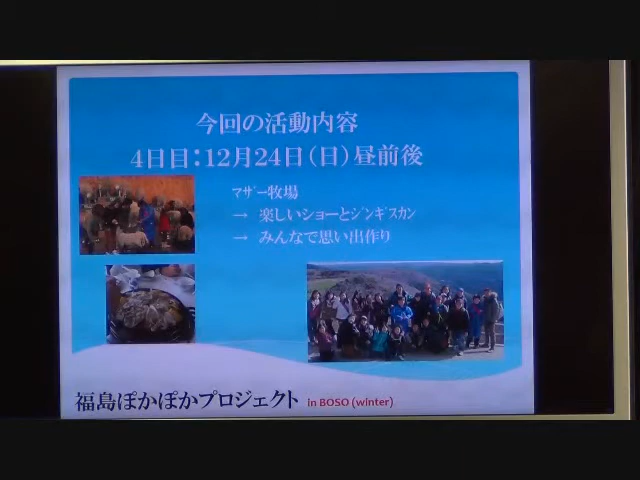 今回の活動内容
4日目：12月24日（日）昼前後
ﾏｻﾞｰ牧場
→ 楽しいショーとｼﾞﾝｷﾞｽｶﾝ
→ みんなで思い出作り
福島ぽかぽかプロジェクト in BOSO (winter)